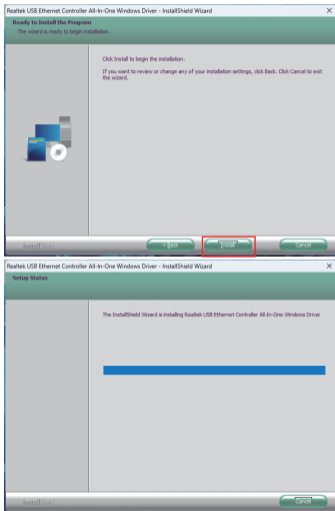 Realtek USB Ethernet Controller All-In-One Windows Driver - InstallShield Wizard
Ready to Install the Program
The wizard is ready to begin installation.
Click Install to begin the installation.
If you want to review or change any of your installation settings, click Back. Click Cancel to exit
the wizard.
InstallShield
< Back
Install
Cancel
Realtek USB Ethernet Controller All-In-One Windows Driver - InstallShield Wizard
Setup Status
The InstallShield Wizard is installing Realtek USB Ethernet Controller All-In-One Windows Driver
InstallShield
Cancel